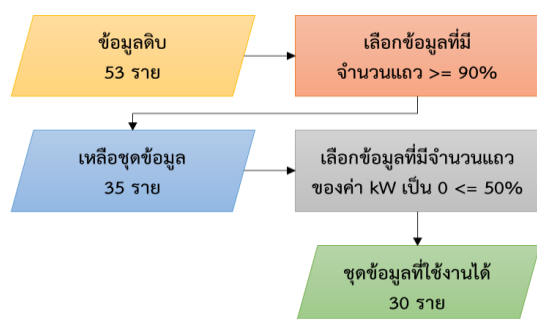 ข้อมูลดิบ
53 ราย
เลือกข้อมูลที่มี
จำนวนแถว >= 90%
เหลือชุดข้อมูล
35 ราย
เลือกข้อมูลที่มีจำนวนแถว
ของค่า kW เป็น 0 <= 50%
ชุดข้อมูลที่ใช้งานได้
30 ราย